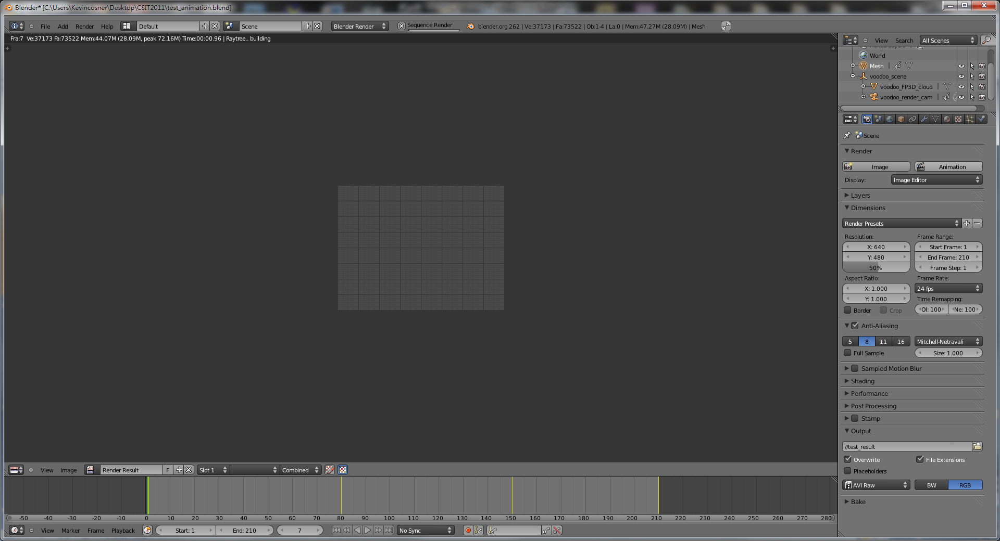 Blender* [C:\Users\Kevincosner\Desktop\CSIT2011\test_animation.blend]
File Add Render Help Default Scene Blender Render Sequence Render blender.org 262 | Ve:37173 | Fa:73522 | Ob:1-4 | La:0 | Mem:47.27M (28.09M) | Mesh
Fra:7 Ve:37173 Fa:73522 Mem:44.07M (28.09M, peak 72.16M) Time:00:00.96 | Raytree.. building
View Search All Scenes
World
Mesh
voodoo_scene
voodoo_FP3D_cloud
voodoo_render_cam
Scene
Render
Image Animation
Display: Image Editor
Layers
Dimensions
Render Presets
Resolution: Frame Range:
X: 640 Start Frame: 1
Y: 480 End Frame: 210
50% Frame Step: 1
Aspect Ratio: Frame Rate:
X: 1.000 24 fps
Y: 1.000 Time Remapping:
Border Crop Ol: 100 Ne: 100
Anti-Aliasing
5 8 11 16 Mitchell-Netravali
Full Sample Size: 1.000
Sampled Motion Blur
Shading
Performance
Post Processing
Stamp
Output
//test_result
Overwrite File Extensions
Placeholders
AVI Raw BW RGB
Bake
View Image Render Result F Slot 1 Combined
-50 -40 -30 -20 -10 0 10 20 30 40 50 60 70 80 90 100 110 120 130 140 150 160 170 180 190 200 210 220 230 240 250 260 270 280
View Marker Frame Playback Start: 1 End: 210 7 No Sync